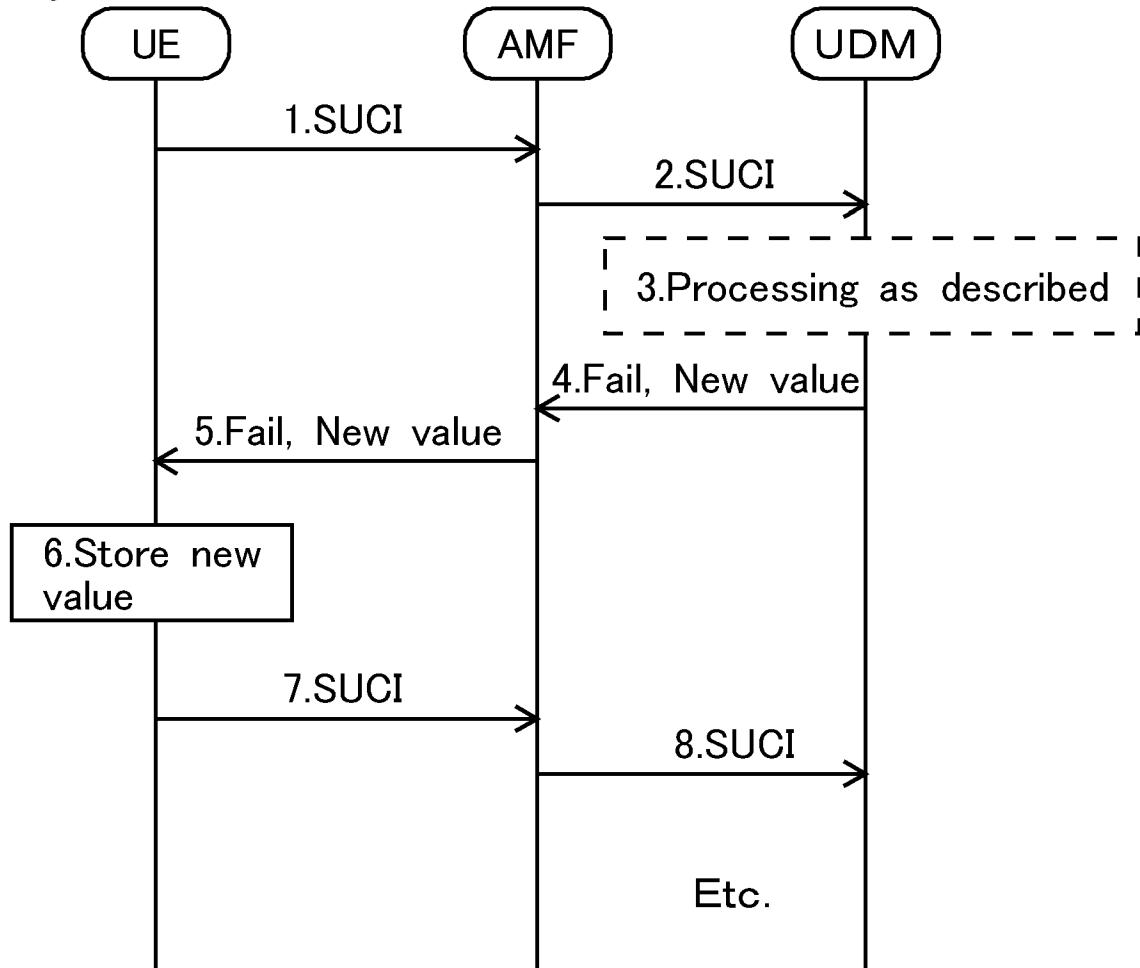 UE
AMF
UDM
1.SUCI
2.SUCI
3.Processing as described
4.Fail, New value
5.Fail, New value
6.Store new
value
7.SUCI
8.SUCI
Etc.